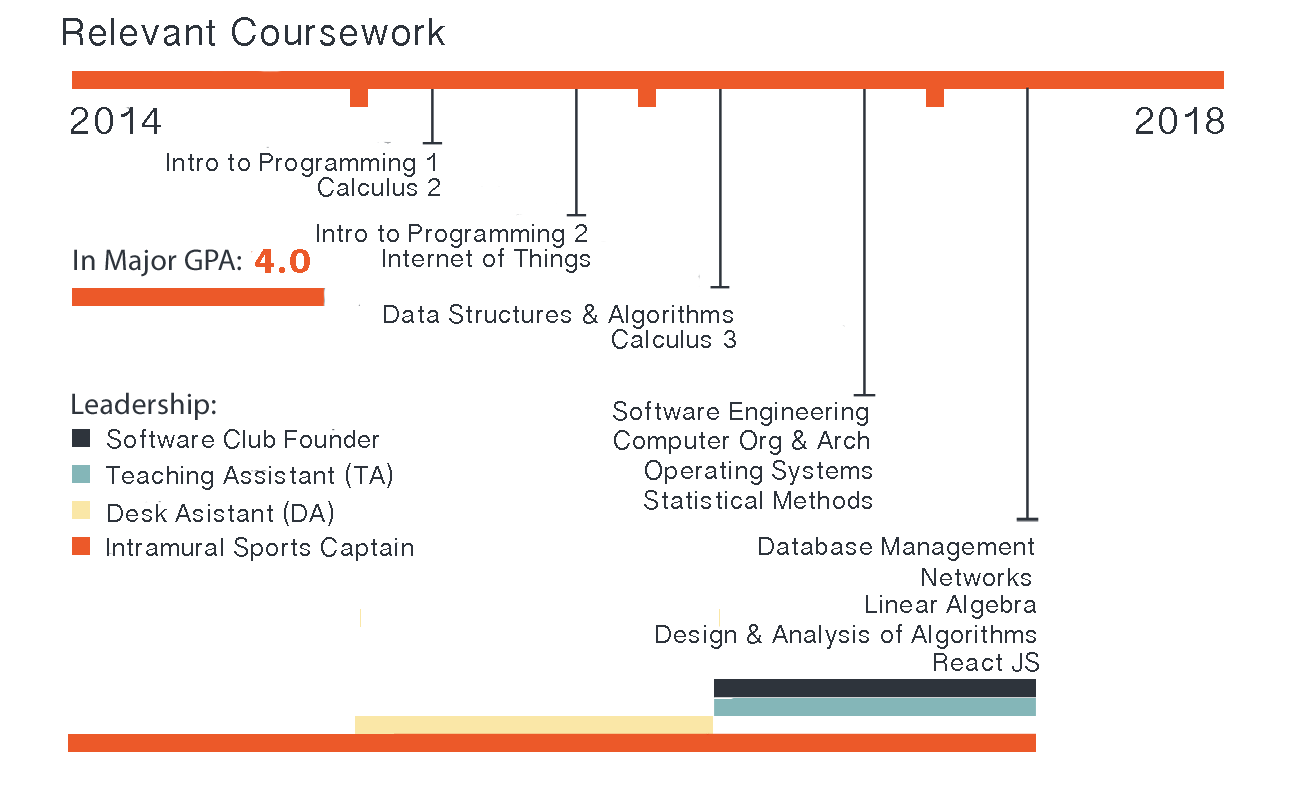 Relevant Coursework
2014
2018
Intro to Programming 1
Calculus 2
Intro to Programming 2
Internet of Things
In Major GPA: 4.0
Data Structures & Algorithms
Calculus 3
Software Engineering
Computer Org & Arch
Operating Systems
Statistical Methods
Leadership:
Software Club Founder
Teaching Assistant (TA)
Desk Asistant (DA)
Intramural Sports Captain
Database Management
Networks
Linear Algebra
Design & Analysis of Algorithms
React JS